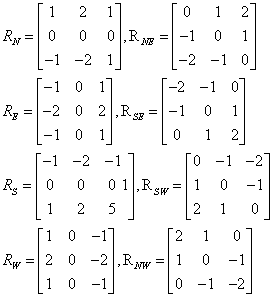 R_N = [1 2 1; 0 0 0; -1 -2 1], R_NE = [0 1 2; -1 0 1; -2 -1 0]
R_E = [-1 0 1; -2 0 2; -1 0 1], R_SE = [-2 -1 0; -1 0 1; 0 1 2]
R_S = [-1 -2 -1; 0 0 0 1; 1 2 5], R_SW = [0 -1 -2; 1 0 -1; 2 1 0]
R_W = [1 0 -1; 2 0 -2; 1 0 -1], R_NW = [2 1 0; 1 0 -1; 0 -1 -2]